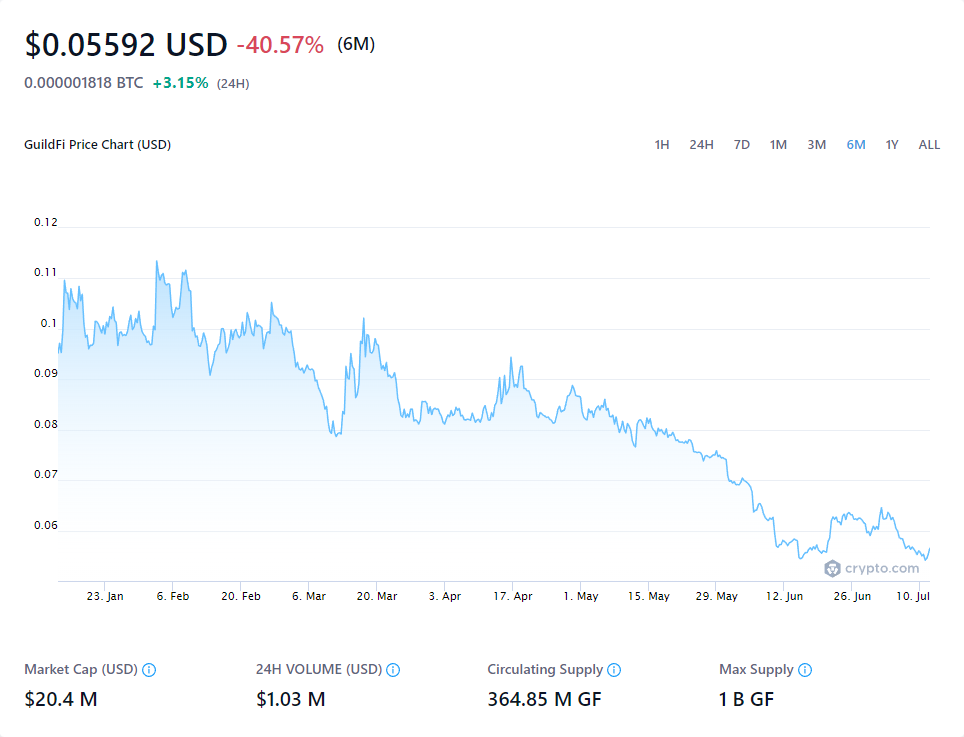 $0.05592 USD -40.57% (6M)
0.000001818 BTC +3.15% (24H)
GuildFi Price Chart (USD)
1H 24H 7D 1M 3M 6M 1Y ALL
0.12
0.11
0.1
0.09
0.08
0.07
0.06
crypto.com
23. Jan 6. Feb 20. Feb 6. Mar 20. Mar 3. Apr 17. Apr 1. May 15. May 29. May 12. Jun 26. Jun 10. Jul
Market Cap (USD) 24H VOLUME (USD) Circulating Supply Max Supply
$20.4 M $1.03 M 364.85 M GF 1 B GF